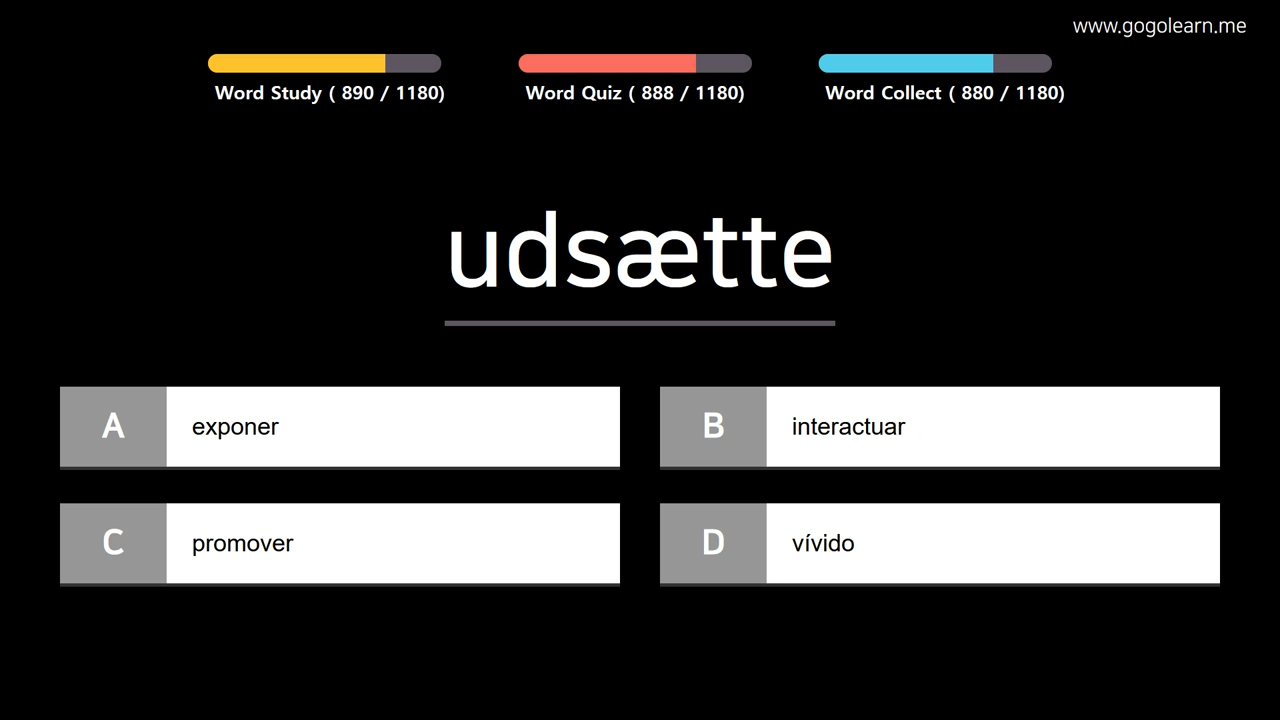 www.gogolearn.me
Word Study ( 890 / 1180)
Word Quiz ( 888 / 1180)
Word Collect ( 880 / 1180)
udsætte
A exponer
B interactuar
C promover
D vívido